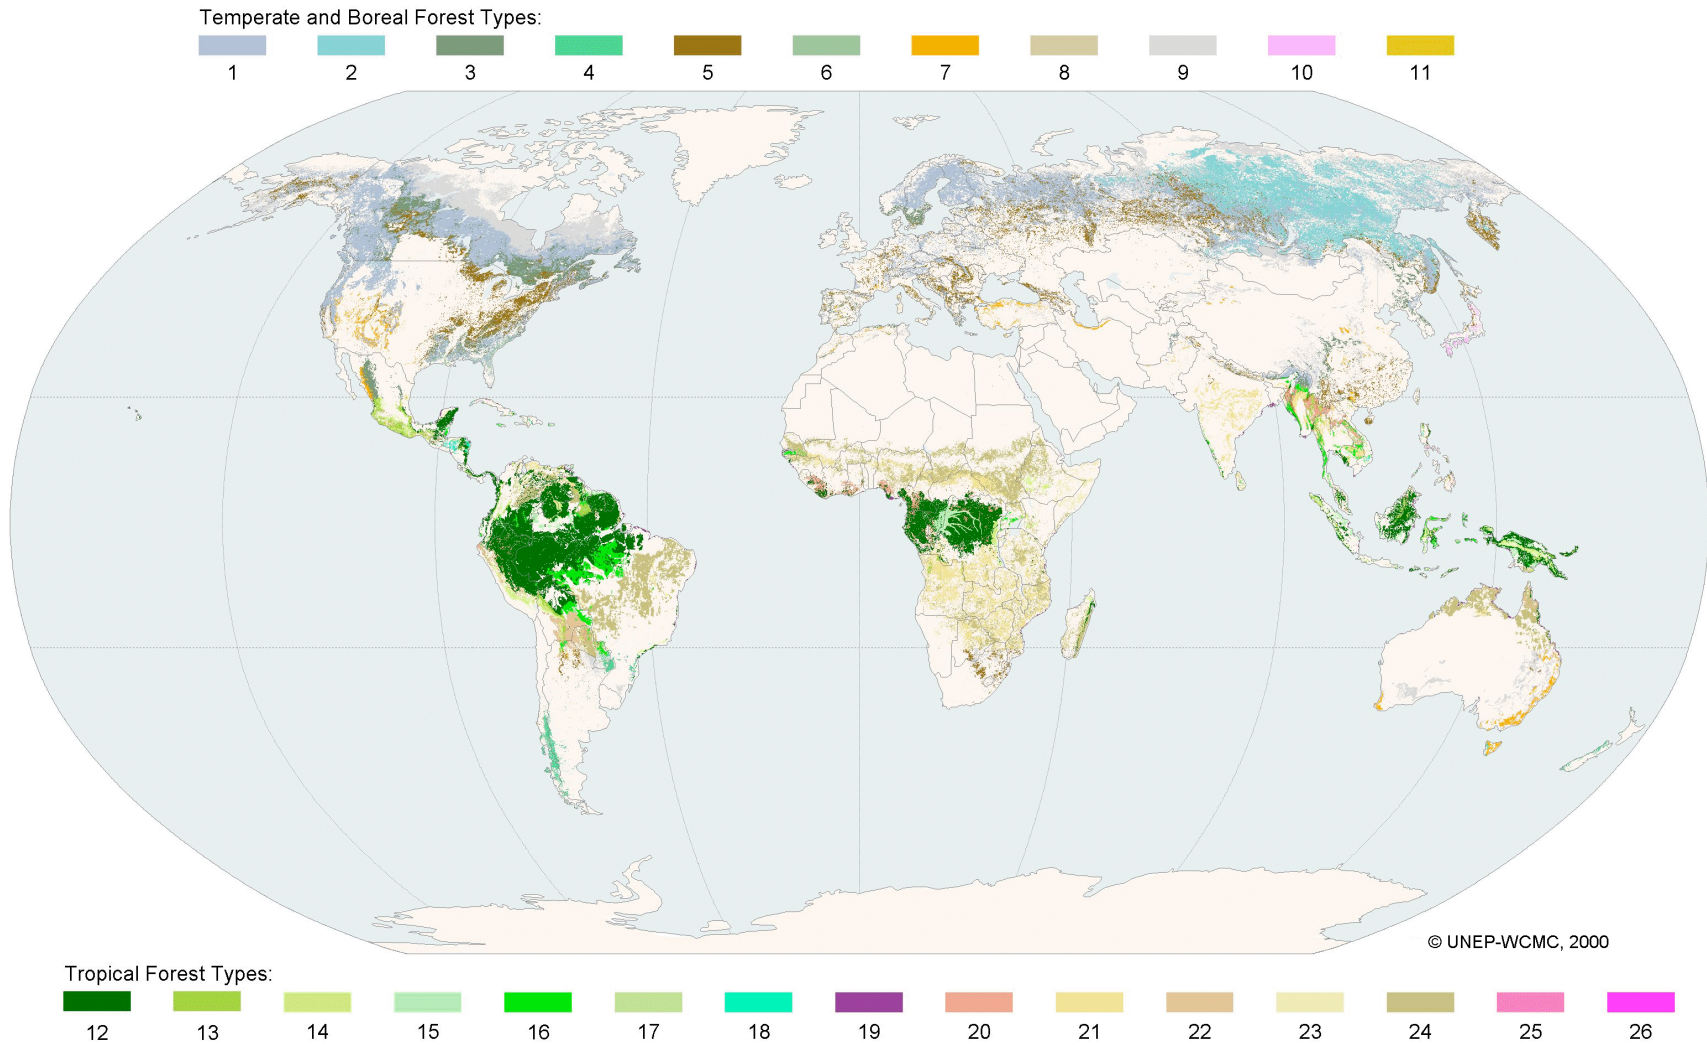 Temperate and Boreal Forest Types:
1 2 3 4 5 6 7 8 9 10 11
© UNEP-WCMC, 2000
Tropical Forest Types:
12 13 14 15 16 17 18 19 20 21 22 23 24 25 26